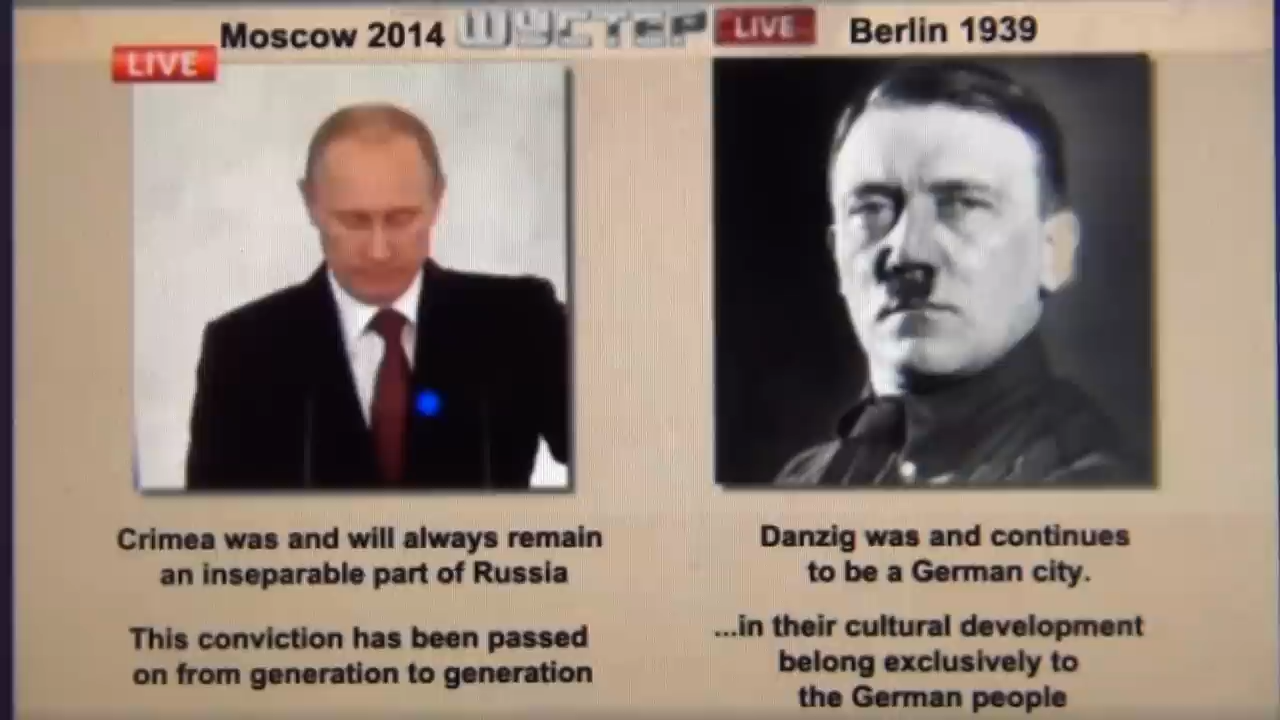 Moscow 2014
ШУСТЕР
LIVE
Berlin 1939
LIVE
Crimea was and will always remain
an inseparable part of Russia
This conviction has been passed
on from generation to generation
Danzig was and continues
to be a German city.
...in their cultural development
belong exclusively to
the German people